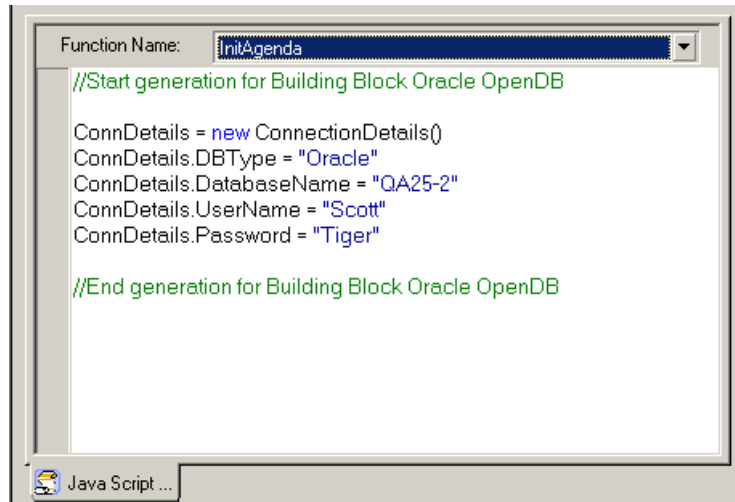 Function Name: InitAgenda
//Start generation for Building Block Oracle OpenDB
ConnDetails = new ConnectionDetails()
ConnDetails.DBType = "Oracle"
ConnDetails.DatabaseName = "QA25-2"
ConnDetails.UserName = "Scott"
ConnDetails.Password = "Tiger"
//End generation for Building Block Oracle OpenDB
Java Script ...